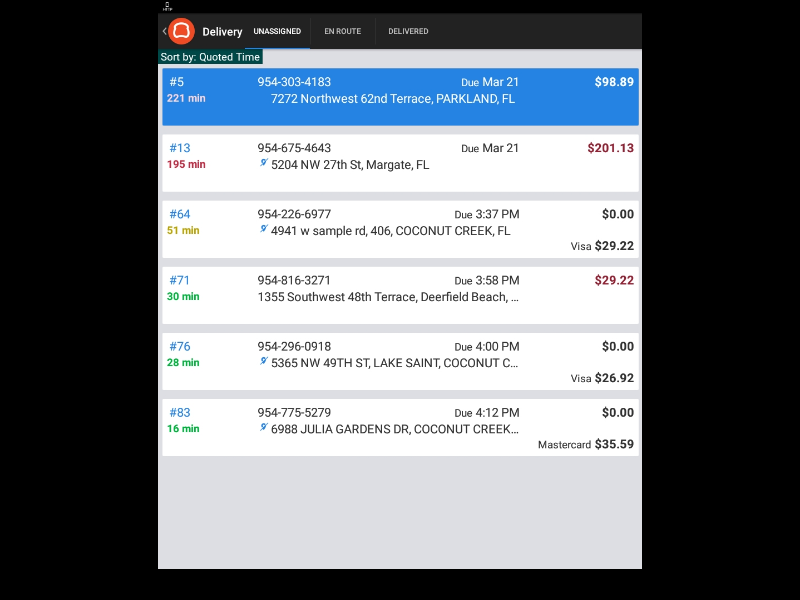 Delivery UNASSIGNED EN ROUTE DELIVERED
Sort by: Quoted Time
#5 954-303-4183 Due Mar 21 $98.89
221 min 7272 Northwest 62nd Terrace, PARKLAND, FL
#13 954-675-4643 Due Mar 21 $201.13
195 min 5204 NW 27th St, Margate, FL
#64 954-226-6977 Due 3:37 PM $0.00
51 min 4941 w sample rd, 406, COCONUT CREEK, FL
Visa $29.22
#71 954-816-3271 Due 3:58 PM $29.22
30 min 1355 Southwest 48th Terrace, Deerfield Beach, ...
#76 954-296-0918 Due 4:00 PM $0.00
28 min 5365 NW 49TH ST, LAKE SAINT, COCONUT C...
Visa $26.92
#83 954-775-5279 Due 4:12 PM $0.00
16 min 6988 JULIA GARDENS DR, COCONUT CREEK...
Mastercard $35.59